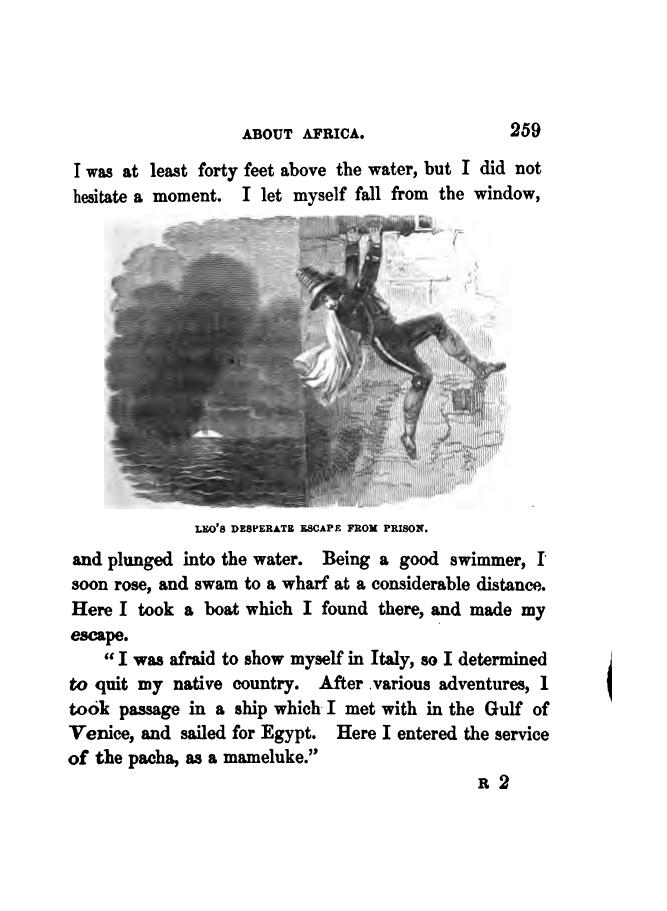 ABOUT AFRICA. 259
I was at least forty feet above the water, but I did not
hesitate a moment. I let myself fall from the window,
LEO'S DESPERATE ESCAPE FROM PRISON.
and plunged into the water. Being a good swimmer, I
soon rose, and swam to a wharf at a considerable distance.
Here I took a boat which I found there, and made my
escape.
“ I was afraid to show myself in Italy, so I determined
to quit my native country. After various adventures, I
took passage in a ship which I met with in the Gulf of
Venice, and sailed for Egypt. Here I entered the service
of the pacha, as a mameluke.”
R 2